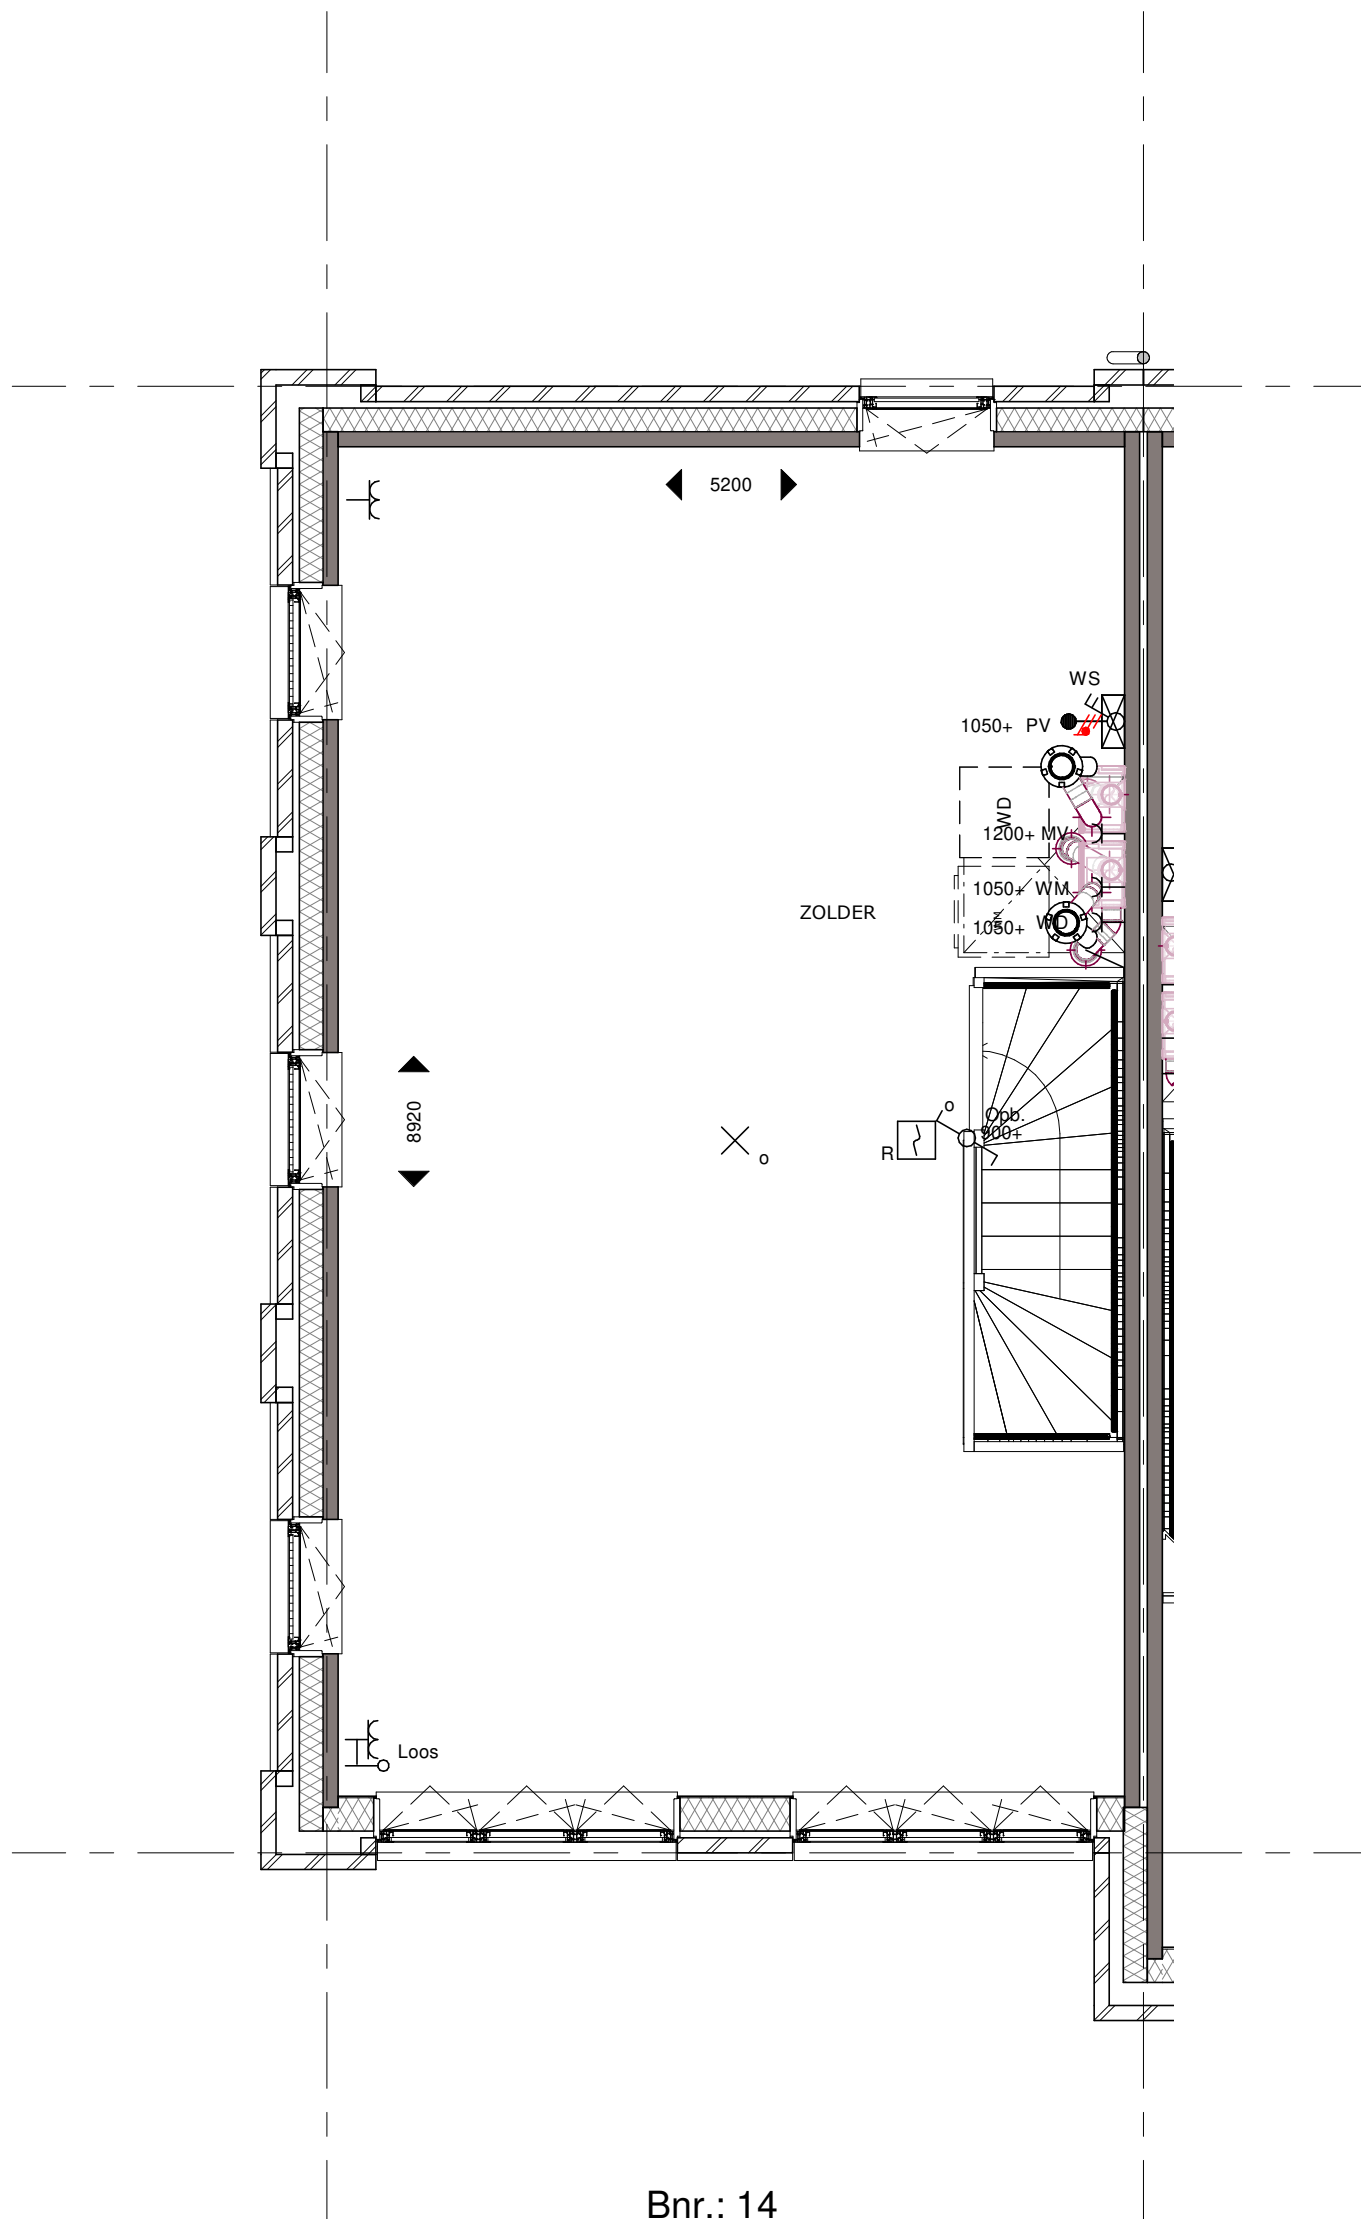 5200
WS
1050+ PV
WD
1200+ MV
1050+ WM
ZOLDER
1050+ WD
8920
o
Opb.
900+
R
o
Loos
Bnr.: 14